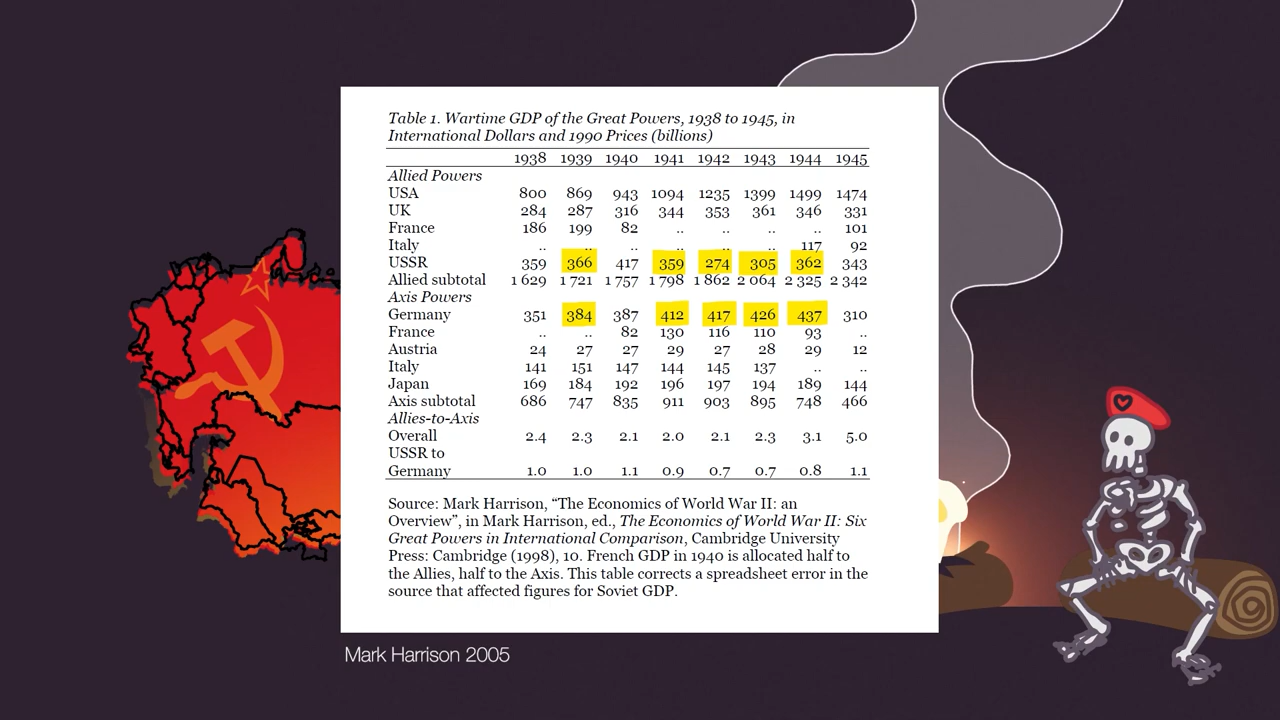 Table 1. Wartime GDP of the Great Powers, 1938 to 1945, in
International Dollars and 1990 Prices (billions)
1938 1939 1940 1941 1942 1943 1944 1945
Allied Powers
USA 800 869 943 1094 1235 1399 1499 1474
UK 284 287 316 344 353 361 346 331
France 186 199 82 .. .. .. .. 101
Italy .. .. .. .. .. .. 117 92
USSR 359 366 417 359 274 305 362 343
Allied subtotal 1 629 1 721 1 757 1 798 1 862 2 064 2 325 2 342
Axis Powers
Germany 351 384 387 412 417 426 437 310
France .. .. 82 130 116 110 93 ..
Austria 24 27 27 29 27 28 29 12
Italy 141 151 147 144 145 137 .. ..
Japan 169 184 192 196 197 194 189 144
Axis subtotal 686 747 835 911 903 895 748 466
Allies-to-Axis
Overall 2.4 2.3 2.1 2.0 2.1 2.3 3.1 5.0
USSR to
Germany 1.0 1.0 1.1 0.9 0.7 0.7 0.8 1.1
Source: Mark Harrison, “The Economics of World War II: an
Overview”, in Mark Harrison, ed., The Economics of World War II: Six
Great Powers in International Comparison, Cambridge University
Press: Cambridge (1998), 10. French GDP in 1940 is allocated half to
the Allies, half to the Axis. This table corrects a spreadsheet error in the
source that affected figures for Soviet GDP.
Mark Harrison 2005